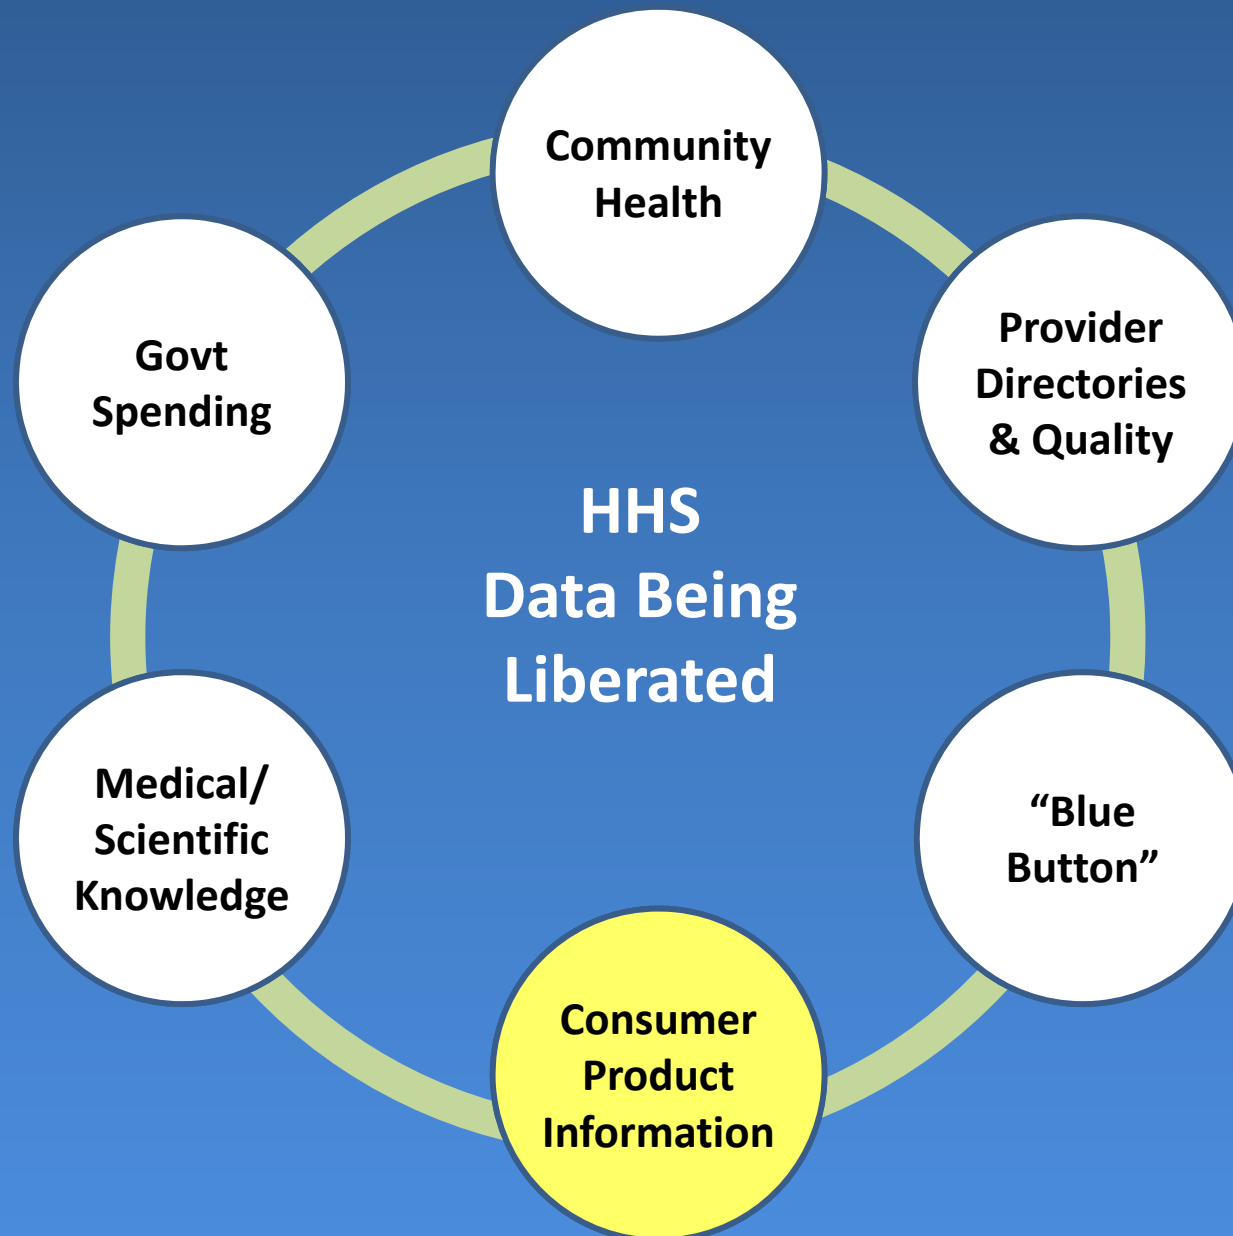 Community
Health
Provider
Directories
& Quality
Govt
Spending
HHS
Data Being
Liberated
Medical/
Scientific
Knowledge
“Blue
Button”
Consumer
Product
Information